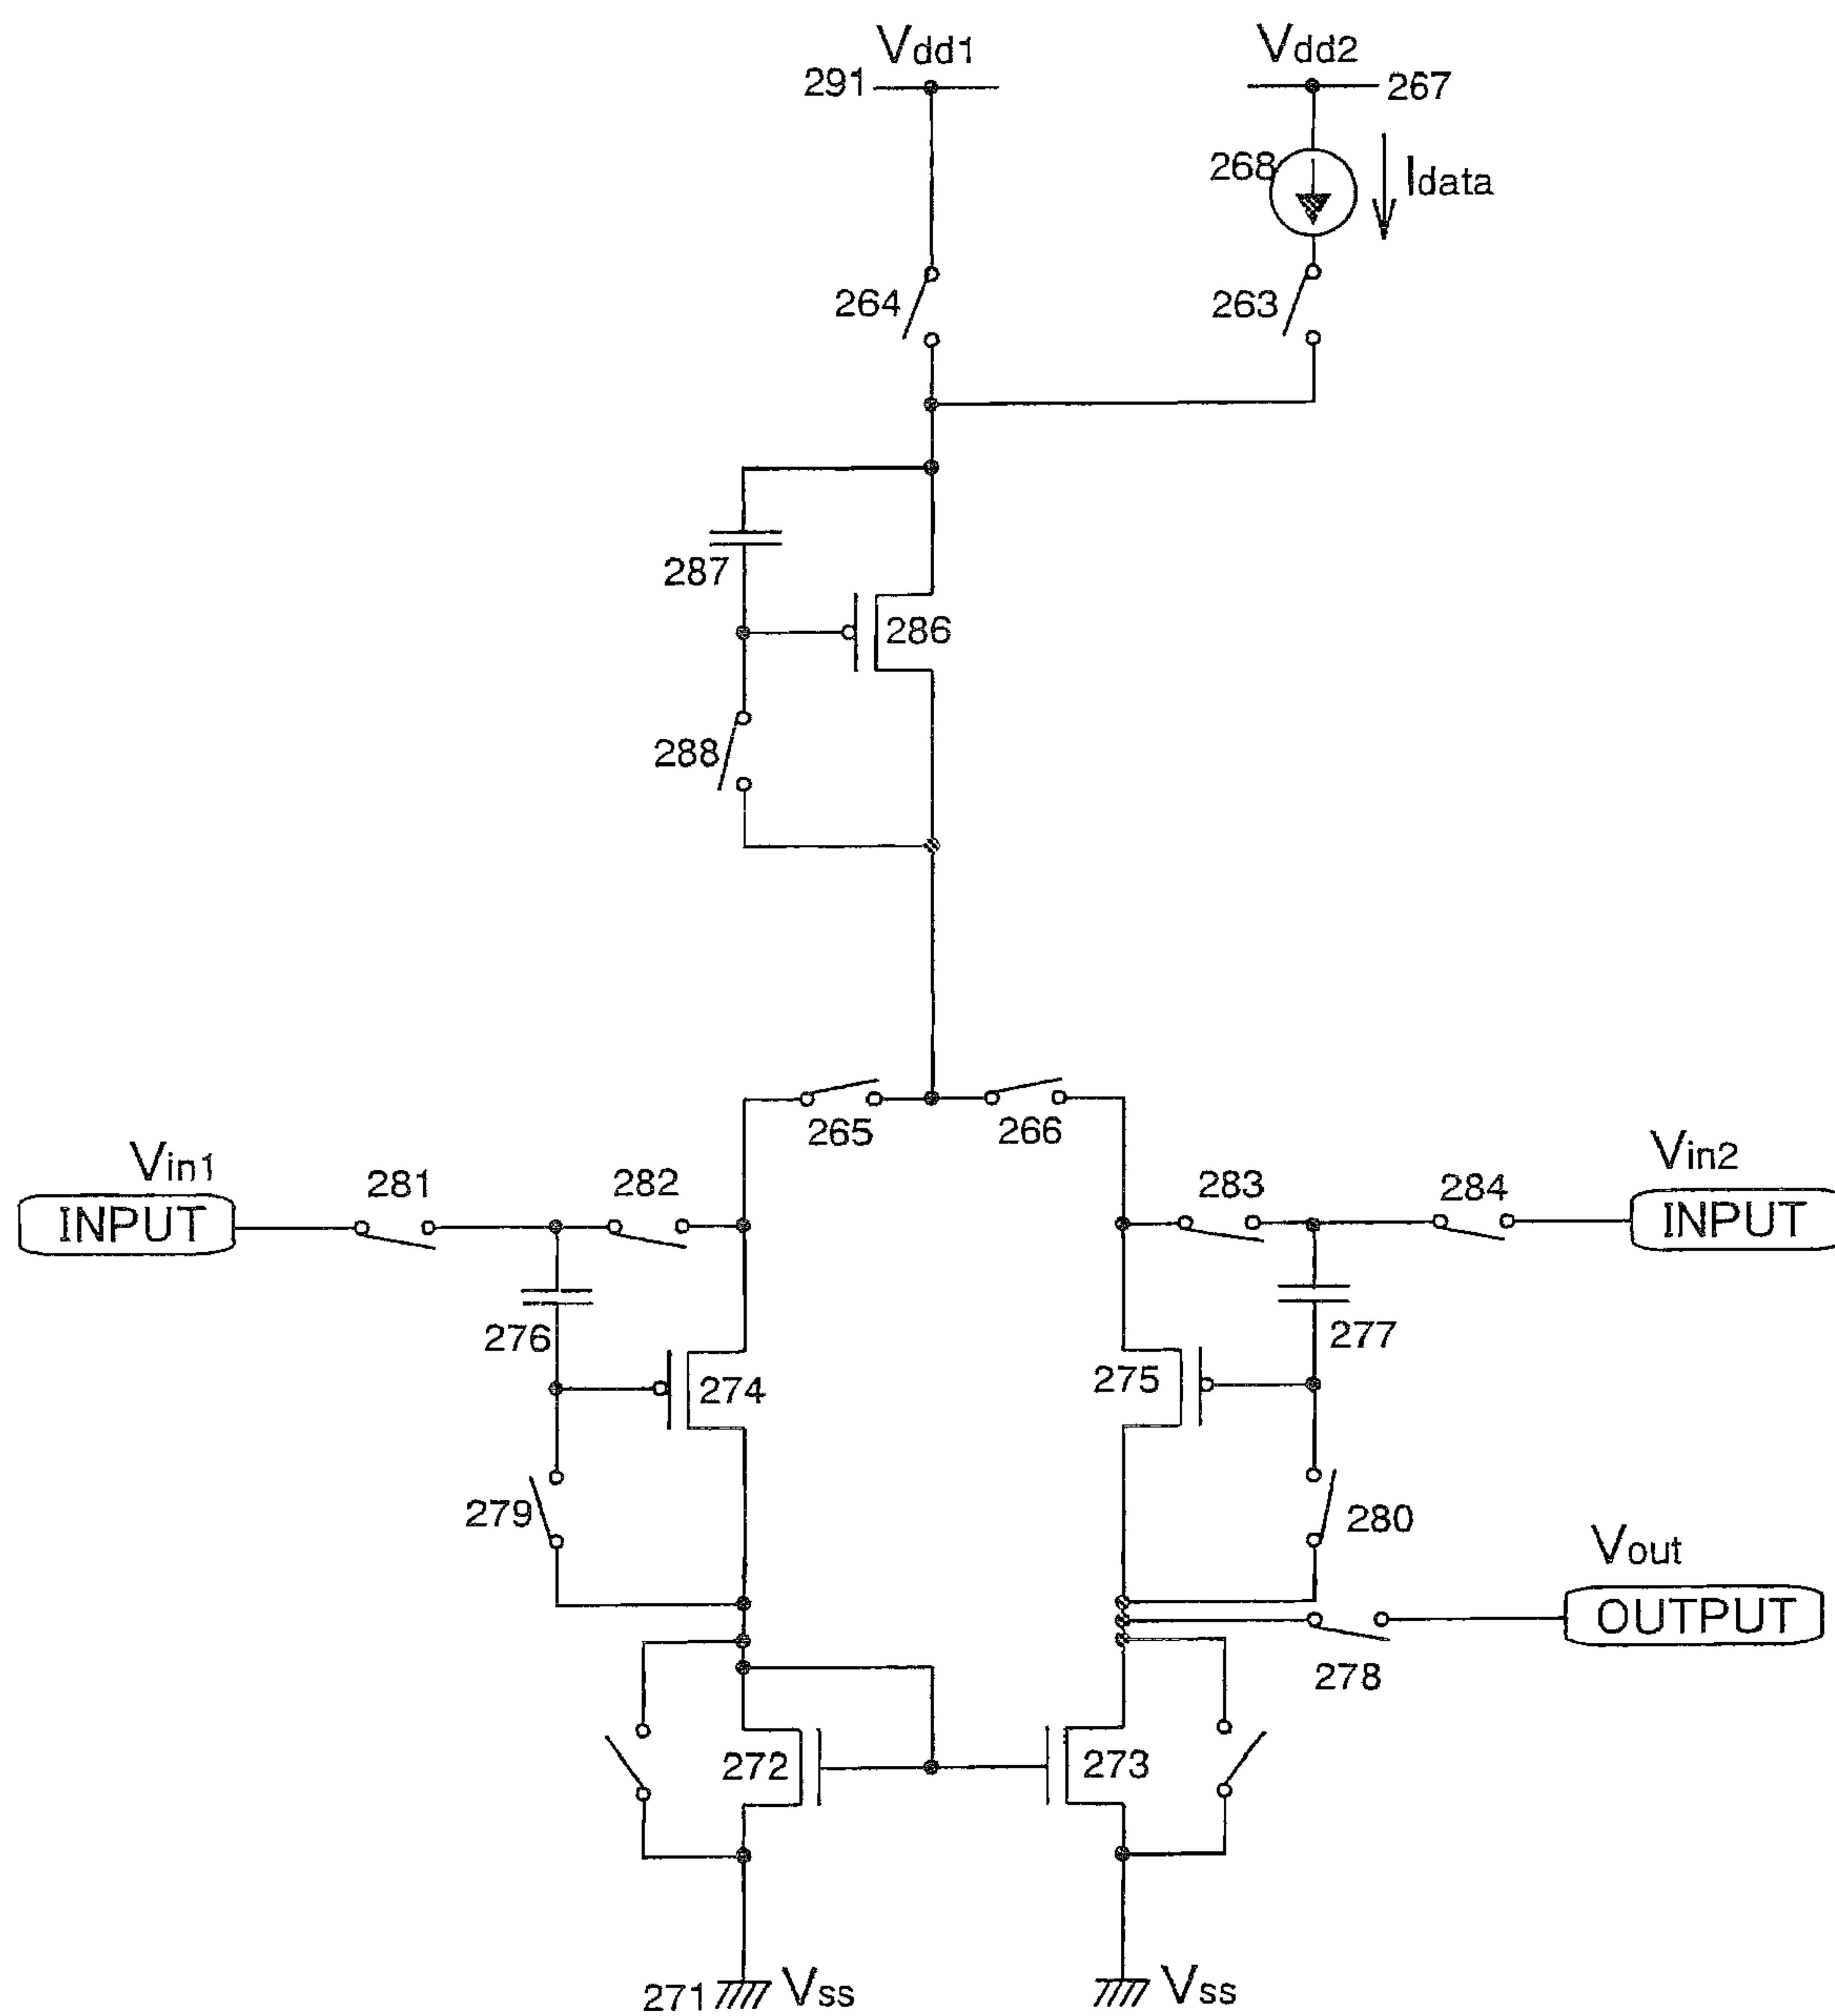 Vdd1
Vdd2
291
267
268
Idata
264
263
287
286
288
265
266
Vin1
Vin2
281
282
283
284
INPUT
INPUT
276
277
274
275
279
280
Vout
OUTPUT
278
272
273
271
Vss
Vss